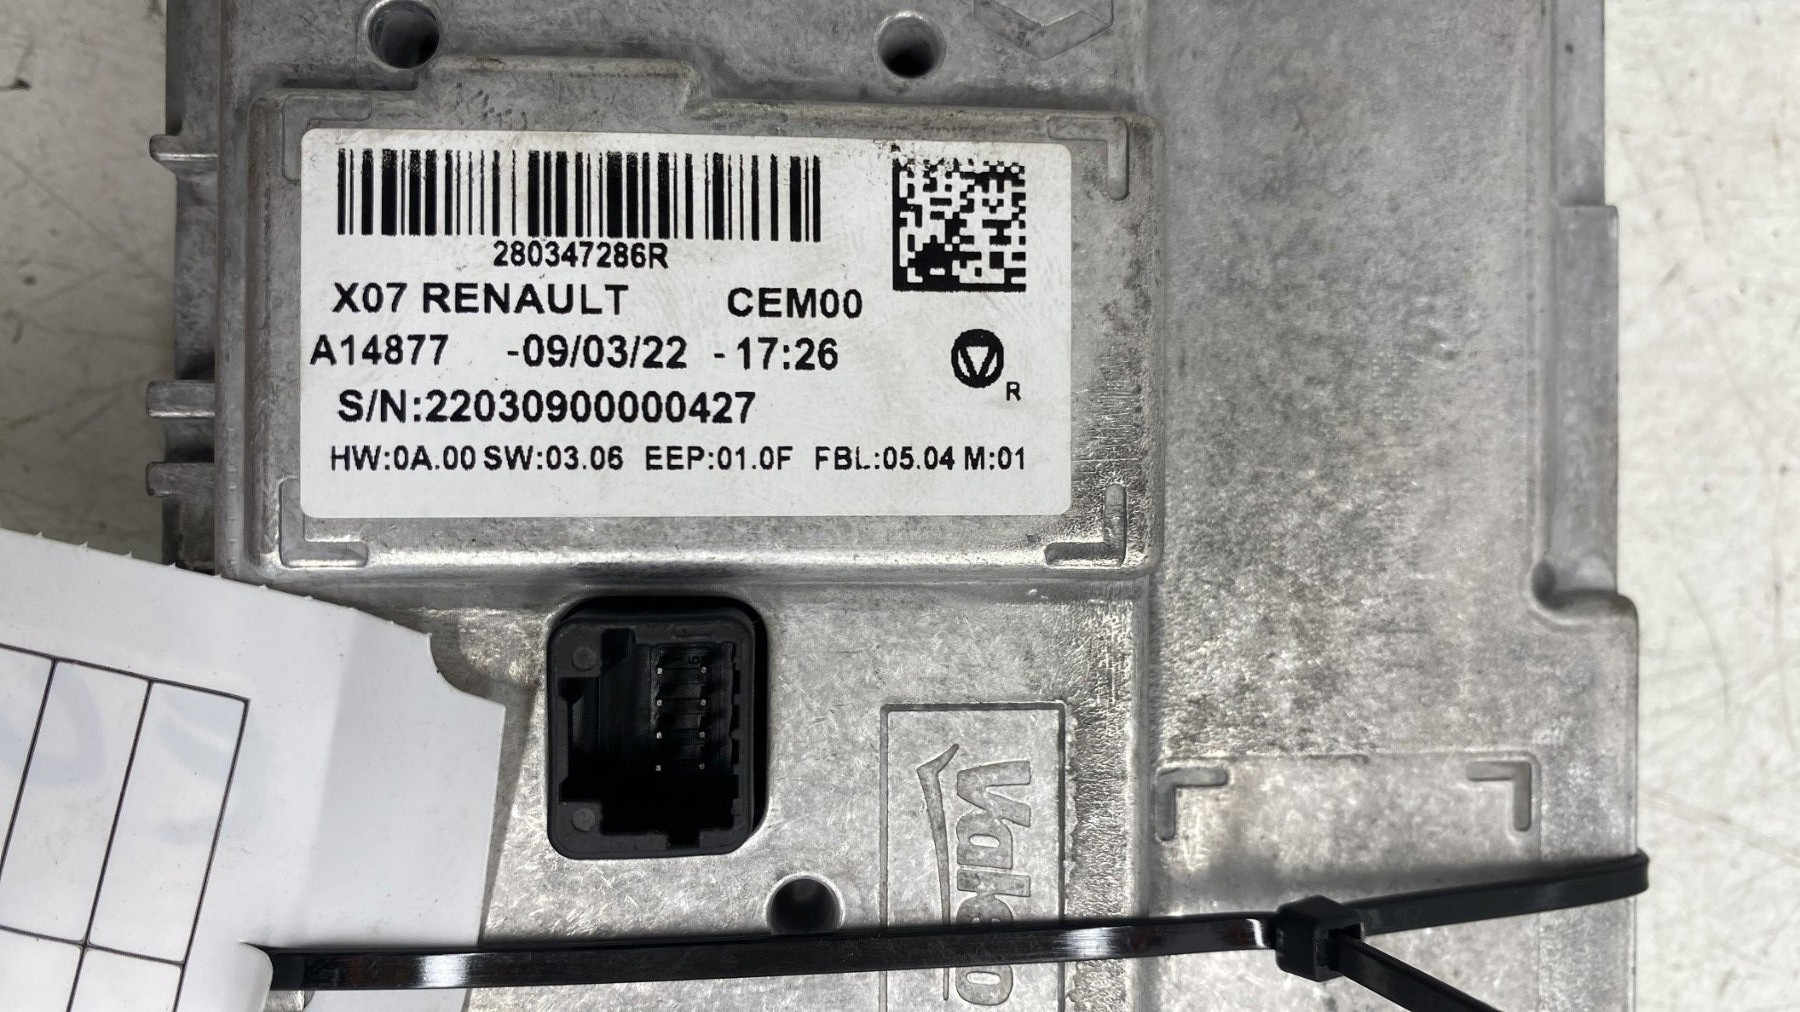 280347286R
X07 RENAULT CEM00
A14877 -09/03/22 - 17:26
R
S/N:22030900000427
HW:0A.00 SW:03.06 EEP:01.0F FBL:05.04 M:01
Valeo